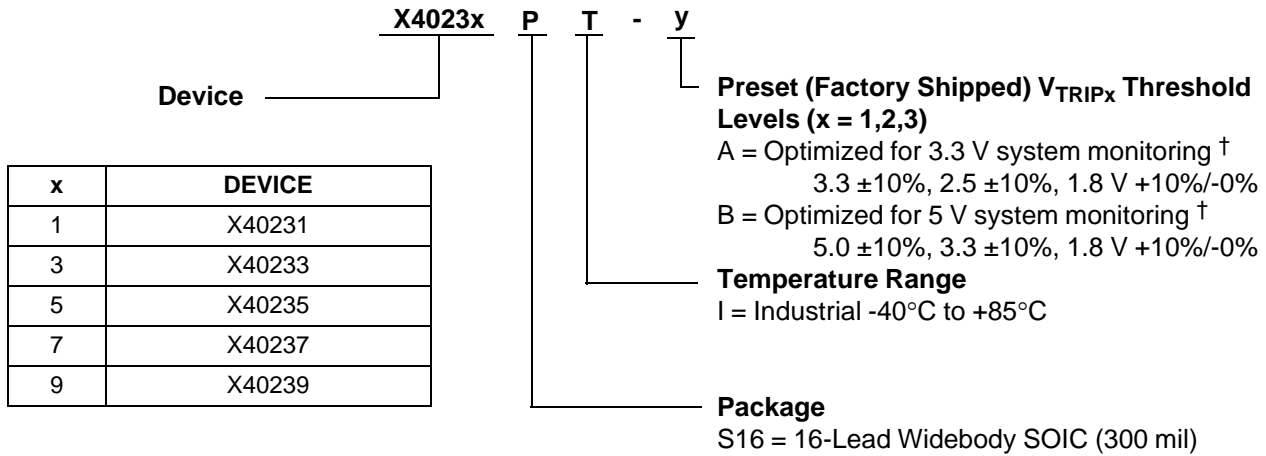 X4023x P T - y
Device
Preset (Factory Shipped) VTRIPx Threshold
Levels (x = 1,2,3)
A = Optimized for 3.3 V system monitoring †
3.3 ±10%, 2.5 ±10%, 1.8 V +10%/-0%
B = Optimized for 5 V system monitoring †
5.0 ±10%, 3.3 ±10%, 1.8 V +10%/-0%
Temperature Range
I = Industrial -40°C to +85°C
Package
S16 = 16-Lead Widebody SOIC (300 mil)
x DEVICE
1 X40231
3 X40233
5 X40235
7 X40237
9 X40239